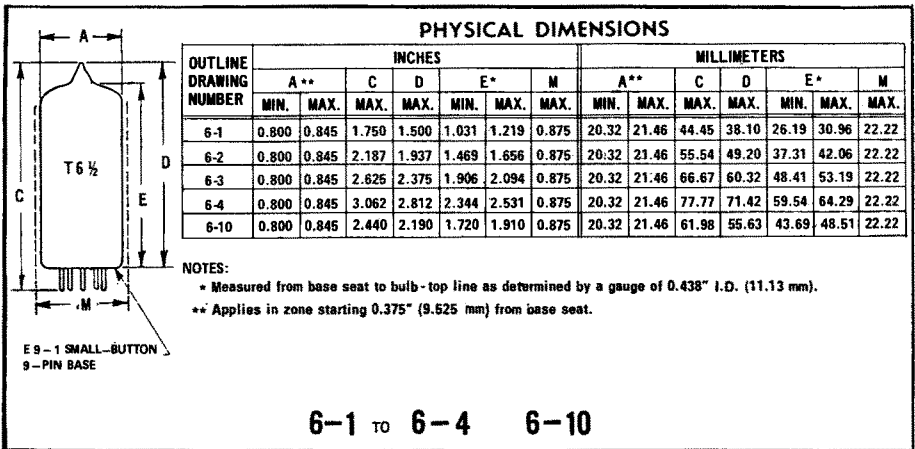 PHYSICAL DIMENSIONS
OUTLINE DRAWING NUMBER INCHES MILLIMETERS
A ** C D E * M A ** C D E * M
MIN. MAX. MAX. MAX. MIN. MAX. MAX. MIN. MAX. MAX. MAX. MIN. MAX. MAX.
6-1 0.800 0.845 1.750 1.500 1.031 1.219 0.875 20.32 21.46 44.45 38.10 26.19 30.96 22.22
6-2 0.800 0.845 2.187 1.937 1.469 1.656 0.875 20.32 21.46 55.54 49.20 37.31 42.06 22.22
6-3 0.800 0.845 2.625 2.375 1.906 2.094 0.875 20.32 21.46 66.67 60.32 48.41 53.19 22.22
6-4 0.800 0.845 3.062 2.812 2.344 2.531 0.875 20.32 21.46 77.77 71.42 59.54 64.29 22.22
6-10 0.800 0.845 2.440 2.190 1.720 1.910 0.875 20.32 21.46 61.98 55.63 43.69 48.51 22.22
A
T 6 ½
C
E
D
M
E 9-1 SMALL-BUTTON
9-PIN BASE
NOTES:
* Measured from base seat to bulb-top line as determined by a gauge of 0.438" I.D. (11.13 mm).
** Applies in zone starting 0.375" (9.525 mm) from base seat.
6-1 TO 6-4 6-10